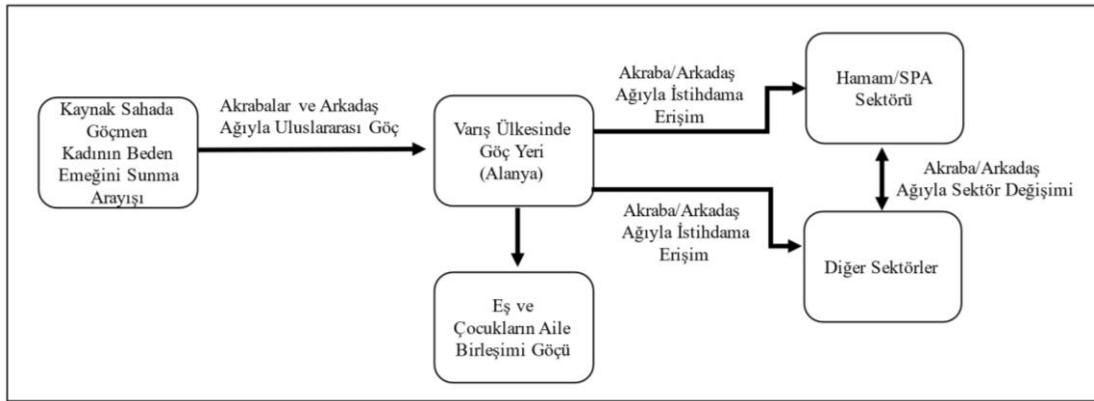 Kaynak Sahada
Göçmen
Kadının Beden
Emeğini Sunma
Arayışı
Akrabalar ve Arkadaş
Ağıyla Uluslararası Göç
Varış Ülkesinde
Göç Yeri
(Alanya)
Eş ve
Çocukların Aile
Birleşimi Göçü
Akraba/Arkadaş
Ağıyla İstihdama
Erişim
Akraba/Arkadaş
Ağıyla İstihdama
Erişim
Hamam/SPA
Sektörü
Akraba/Arkadaş
Ağıyla Sektör Değişimi
Diğer Sektörler